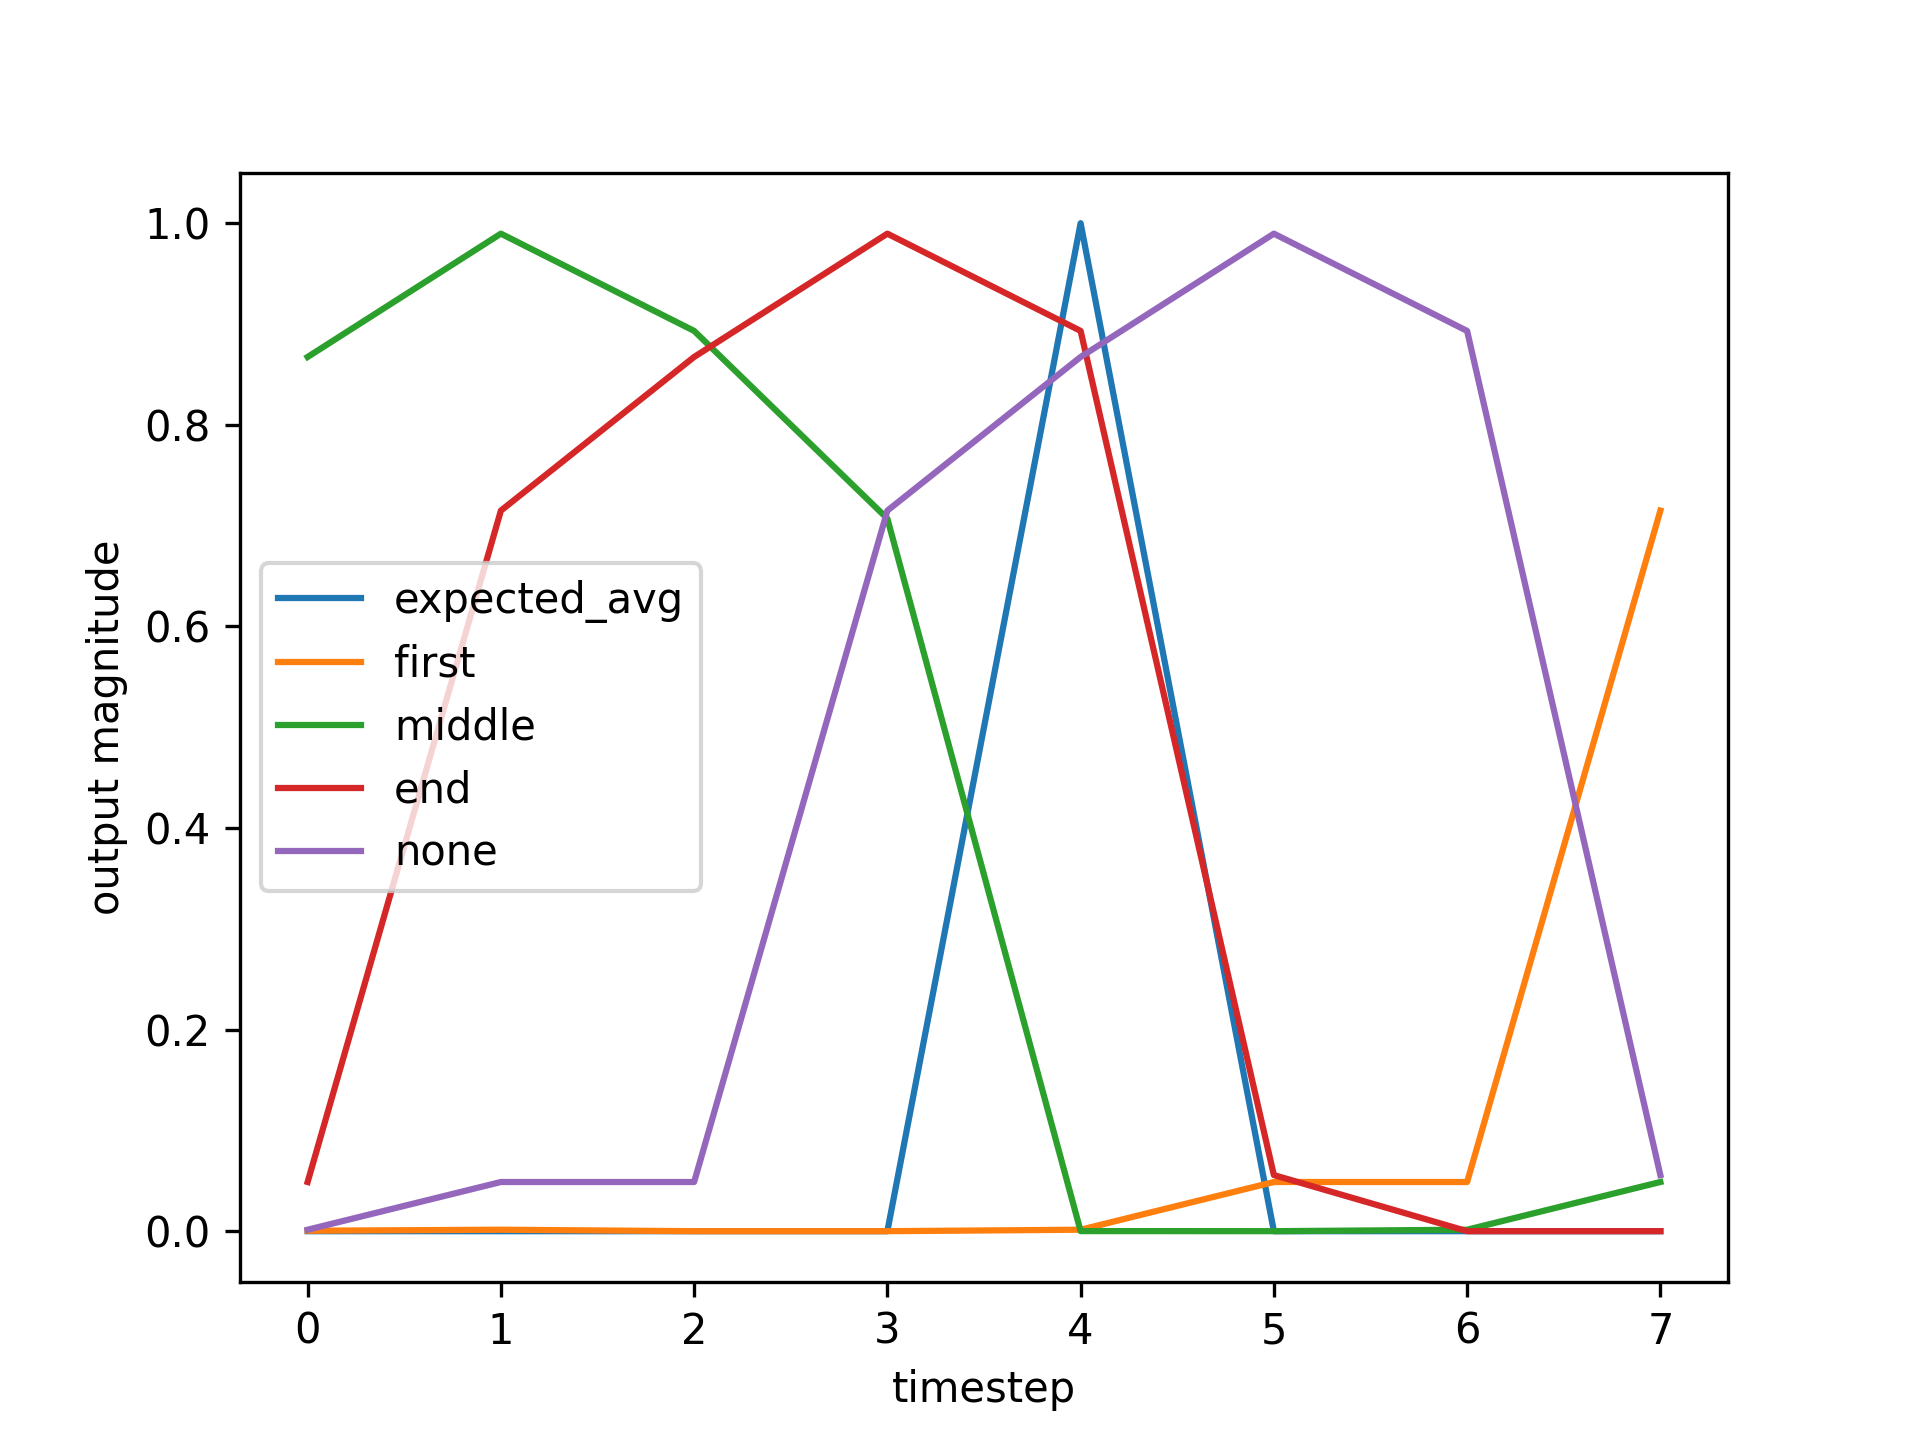 1.0
0.8
0.6
0.4
0.2
0.0
output magnitude
expected_avg
first
middle
end
none
0 1 2 3 4 5 6 7
timestep